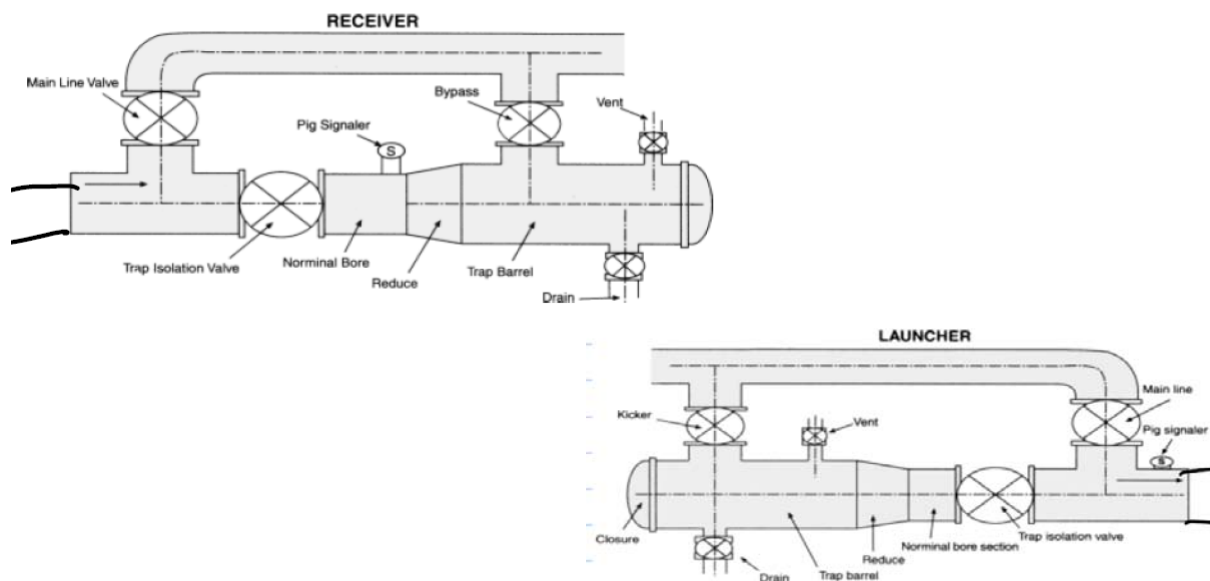 RECEIVER
Main Line Valve
Bypass
Vent
Pig Signaler
S
Trap Isolation Valve
Norminal Bore
Reduce
Trap Barrel
Drain
LAUNCHER
Kicker
Vent
Main line
Pig signaler
S
Closure
Drain
Trap barrel
Reduce
Norminal bore section
Trap isolation valve